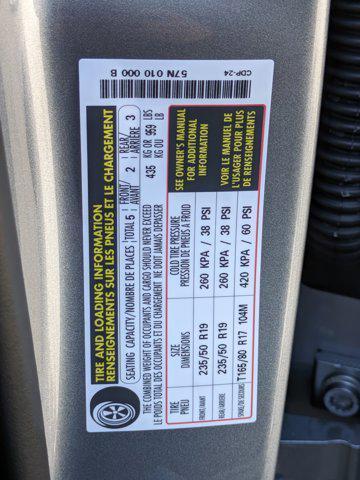 57N 010 000 B
CDP-24
TIRE AND LOADING INFORMATION
RENSEIGNEMENTS SUR LES PNEUS ET LE CHARGEMENT
SEATING CAPACITY/NOMBRE DE PLACES TOTAL 5 FRONT/AVANT 2 REAR/ARRIÈRE 3
THE COMBINED WEIGHT OF OCCUPANTS AND CARGO SHOULD NEVER EXCEED 435 KG OR 959 LBS
LE POIDS TOTAL DES OCCUPANTS ET DU CHARGEMENT NE DOIT JAMAIS DEPASSER KG OU LB
TIRE PNEU
SIZE DIMENSIONS
COLD TIRE PRESSURE
PRESSION DE PNEUS A FROID
FRONT/AVANT 235/50 R19 260 KPA / 38 PSI
REAR/ARRIERE 235/50 R19 260 KPA / 38 PSI
SPARE/DE SECOURS T165/80 R17 104M 420 KPA / 60 PSI
SEE OWNER'S MANUAL
FOR ADDITIONAL
INFORMATION
VOIR LE MANUEL DE
L'USAGER POUR PLUS
DE RENSEIGNEMENTS